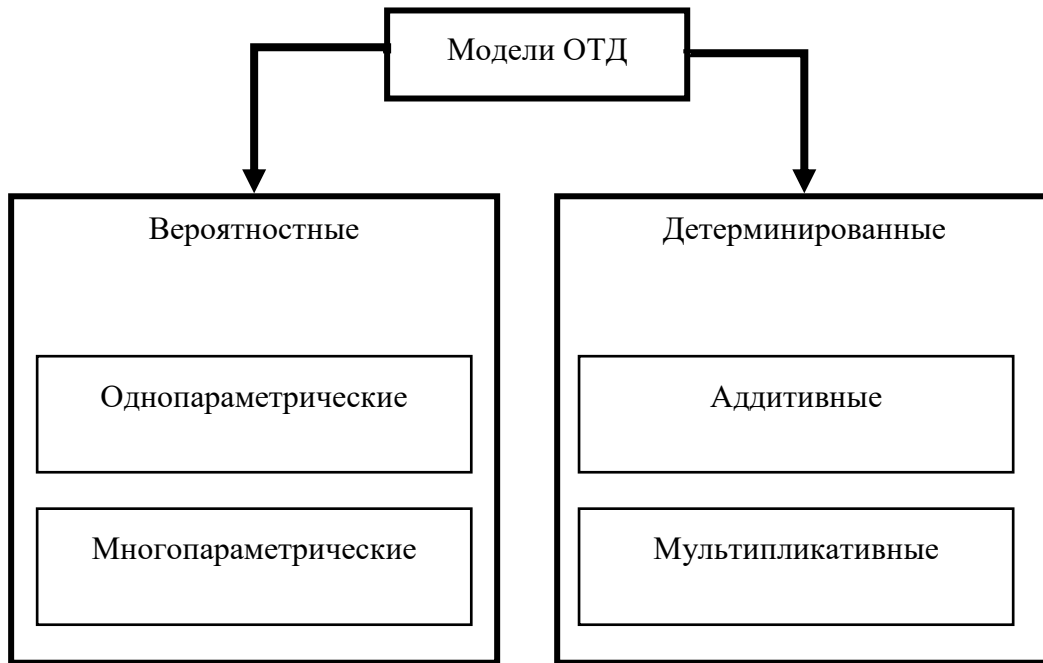 Модели ОТД
Вероятностные
Однопараметрические
Многопараметрические
Детерминированные
Аддитивные
Мультипликативные